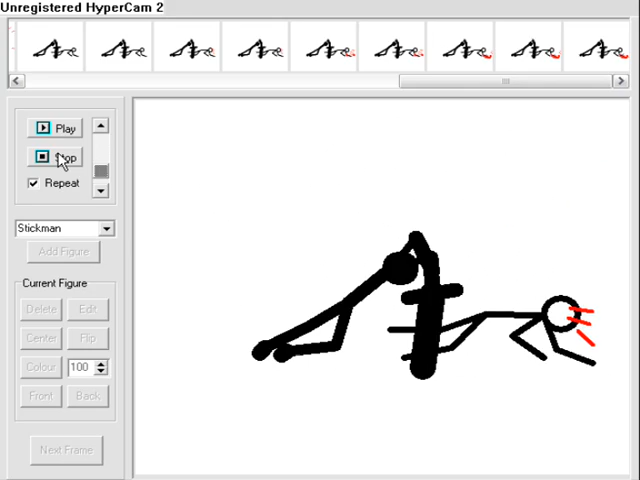 Unregistered HyperCam 2
Play
Stop
Repeat
Stickman
Add Figure
Current Figure
Delete Edit
Center Flip
Colour 100
Front Back
Next Frame